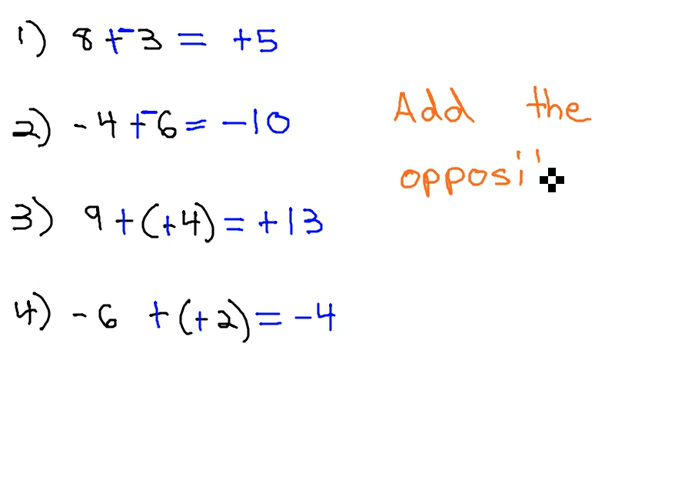 1) 8 + -3 = +5
2) -4 + -6 = -10
3) 9 + (+4) = +13
4) -6 + (+2) = -4
Add the
opposi